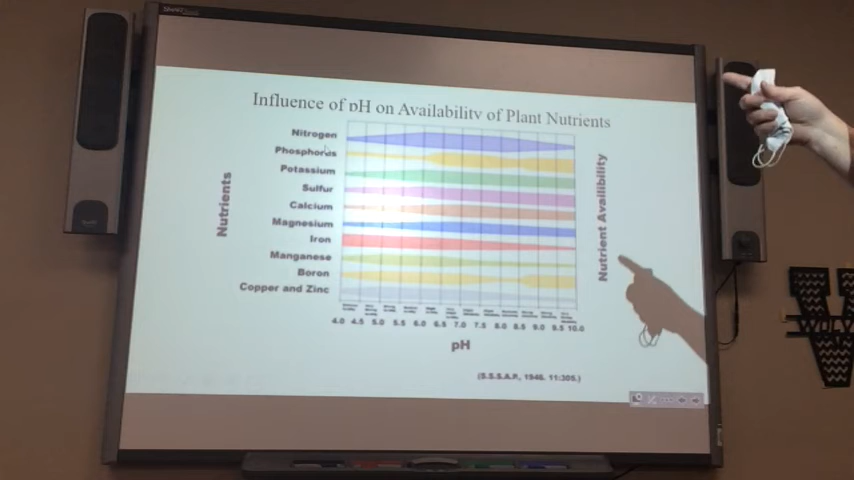 Influence of pH on Availability of Plant Nutrients
Nitrogen
Phosphorus
Potassium
Sulfur
Calcium
Magnesium
Iron
Manganese
Boron
Copper and Zinc
Nutrients
Nutrient Availibility
4.0 4.5 5.0 5.5 6.0 6.5 7.0 7.5 8.0 8.5 9.0 9.5 10.0
pH
(S.S.S.A.P., 1946. 11:305.)
WOLV